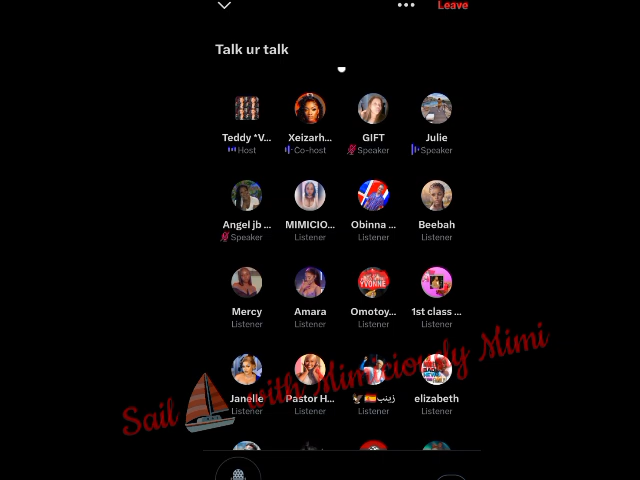 Leave
Talk ur talk
Teddy *V... Xeizarh... GIFT Julie
Host Co-host Speaker Speaker
Angel jb ... MIMICIO... Obinna ... Beebah
Speaker Listener Listener Listener
Mercy Amara Omotoy... 1st class ...
Listener Listener Listener Listener
Janelle Pastor H... زينب elizabeth
Listener Listener Listener Listener
Sail with Mimiciously Mimi